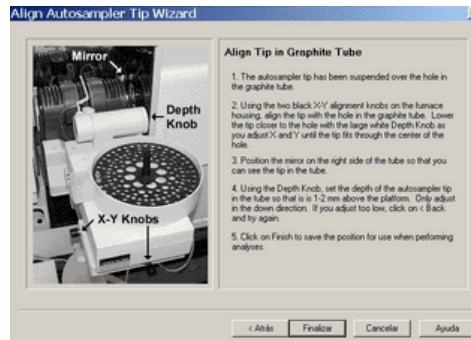 Align Autosampler Tip Wizard
Mirror
Depth
Knob
X-Y Knobs
Align Tip in Graphite Tube
1. The autosampler tip has been suspended over the hole in
the graphite tube.
2. Using the two black X-Y alignment knobs on the furnace
housing, align the tip with the hole in the graphite tube. Lower
the tip closer to the hole with the large white Depth Knob as
you adjust X and Y until the tip fits through the center of the
hole.
3. Position the mirror on the right side of the tube so that you
can see the tip in the tube.
4. Using the Depth Knob, set the depth of the autosampler tip
in the tube so that is is 1-2 mm above the platform. Only adjust
in the down direction. If you adjust too low, click on < Back
and try again.
5. Click on Finish to save the position for use when performing
analyses.
< Atrás
Finalizar
Cancelar
Ayuda